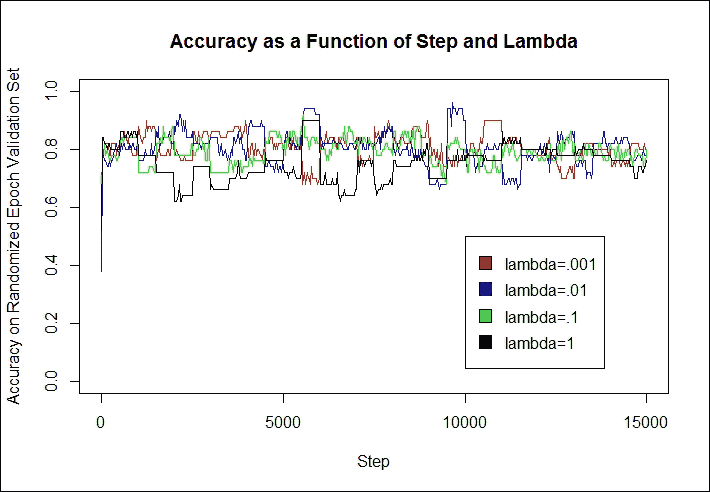 Accuracy as a Function of Step and Lambda
Accuracy on Randomized Epoch Validation Set
1.0
0.8
0.6
0.4
0.2
0.0
lambda=.001
lambda=.01
lambda=.1
lambda=1
0 5000 10000 15000
Step